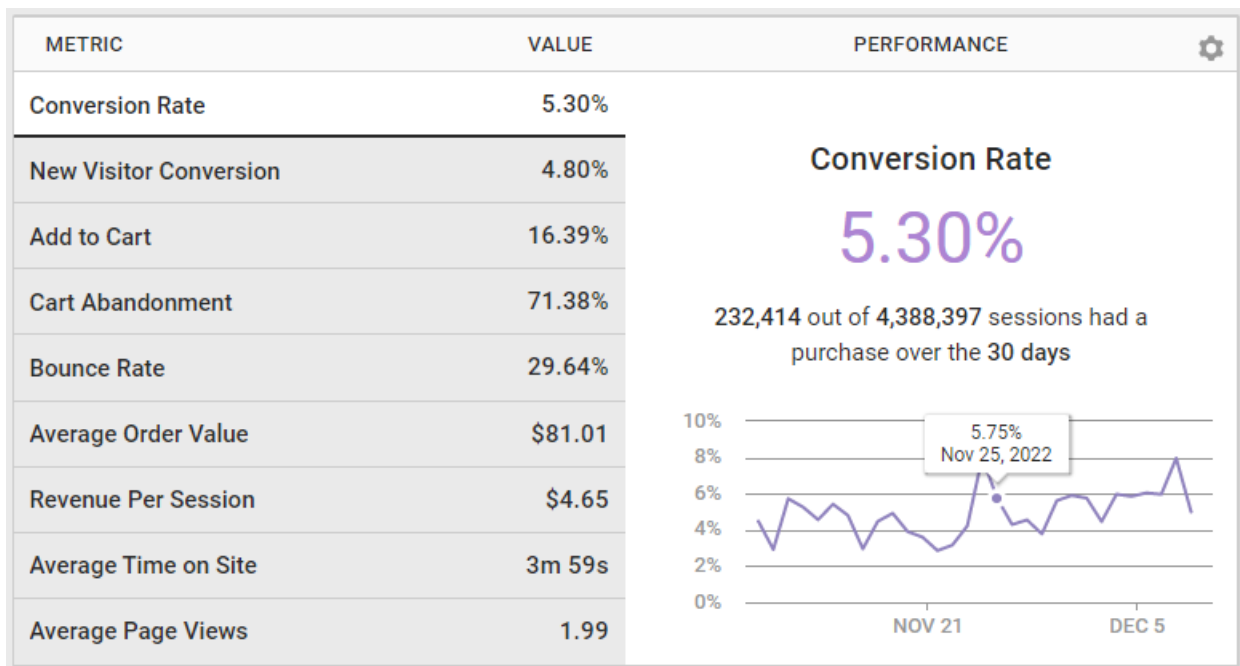 METRIC VALUE PERFORMANCE
Conversion Rate 5.30%
New Visitor Conversion 4.80%
Add to Cart 16.39%
Cart Abandonment 71.38%
Bounce Rate 29.64%
Average Order Value $81.01
Revenue Per Session $4.65
Average Time on Site 3m 59s
Average Page Views 1.99
Conversion Rate
5.30%
232,414 out of 4,388,397 sessions had a
purchase over the 30 days
10%
8%
6%
4%
2%
0%
5.75%
Nov 25, 2022
NOV 21 DEC 5